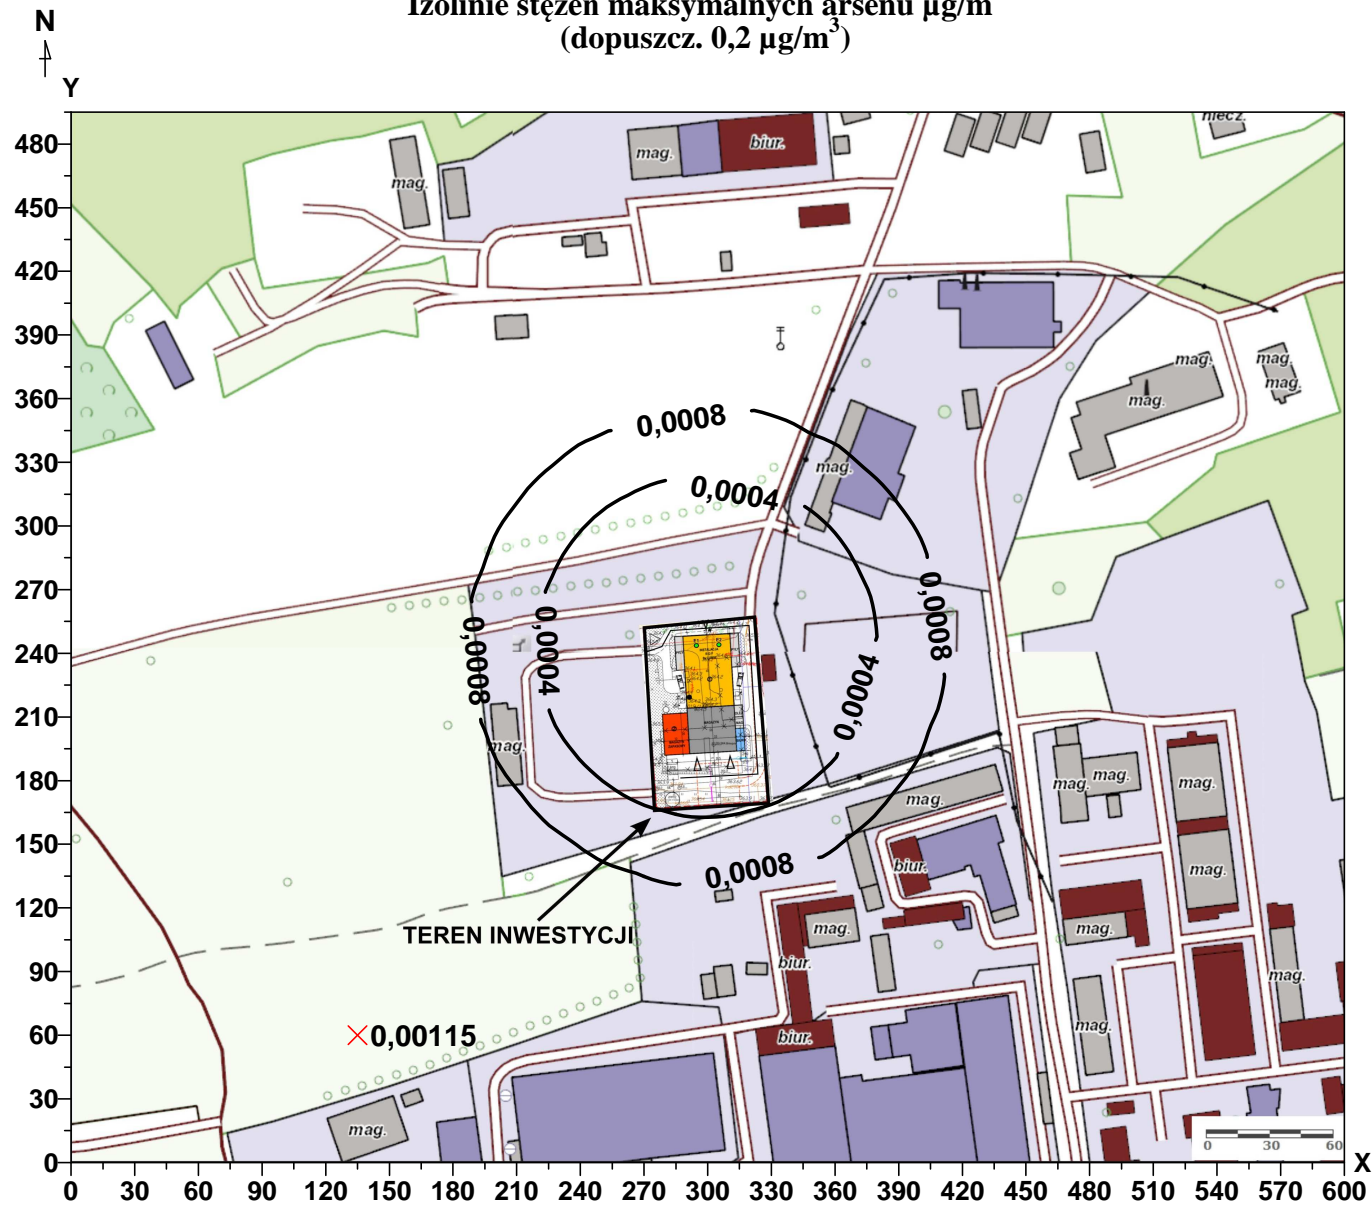 Izolinie stężeń maksymalnych arsenu µg/m
(dopuszcz. 0,2 µg/m³)
N
Y
480
450
420
390
360
330
300
270
240
210
180
150
120
90
60
30
0
0 30 60 90 120 150 180 210 240 270 300 330 360 390 420 450 480 510 540 570 600
X
mag.
mag.
biur.
niecz.
mag.
mag.
mag.
mag.
0,0008
mag.
0,0004
0,0008
0,0004
0,0008
0,0004
mag.
mag.
mag.
mag.
mag.
0,0008
biur.
mag.
TEREN INWESTYCJI
mag.
mag.
biur.
mag.
0,00115
biur.
mag.
mag.
0 30 60